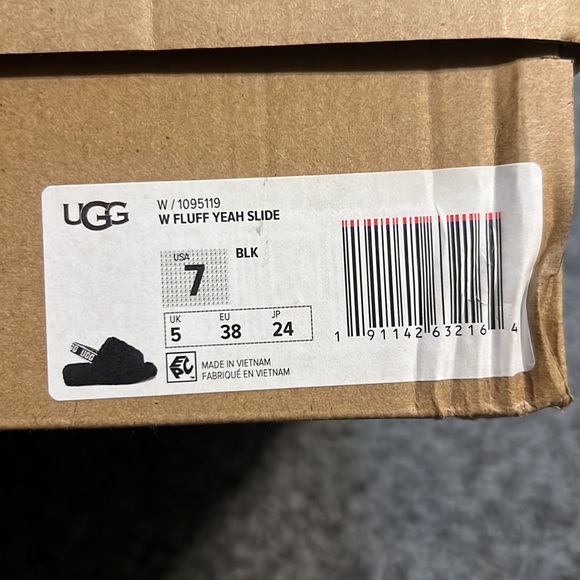 UGG
W / 1095119
W FLUFF YEAH SLIDE
USA
7
BLK
UK EU JP
5 38 24
MADE IN VIETNAM
FABRIQUÉ EN VIETNAM
1 91142 63216 4
UGG